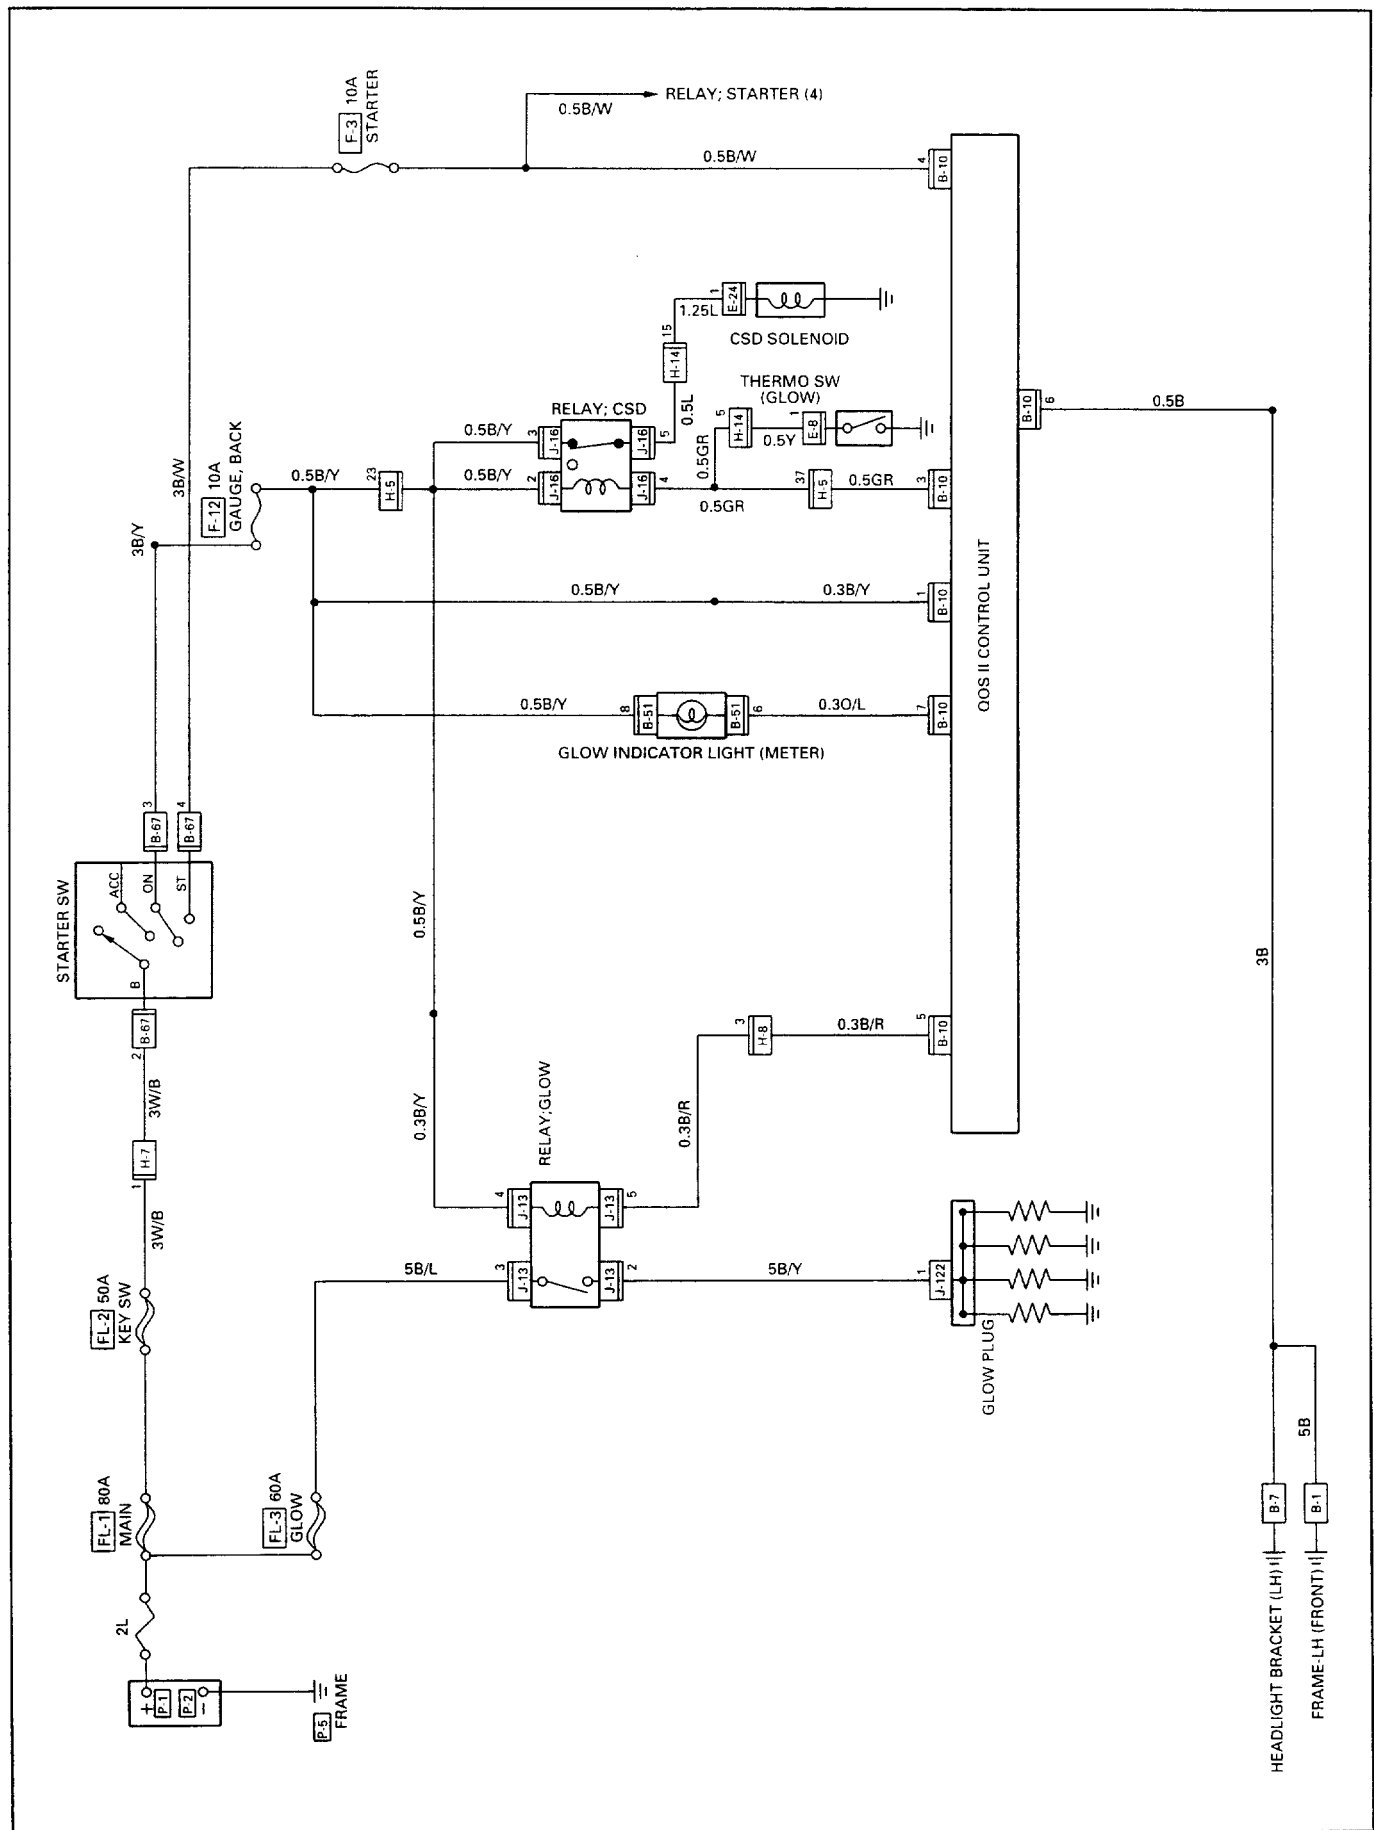 F-3 10A
STARTER
RELAY; STARTER (4)
0.5B/W
0.5B/W
4
B-10
3B/W
F-12 10A
GAUGE, BACK
3B/Y
0.5B/Y
23
H-5
0.5B/Y
0.5B/Y
RELAY; CSD
3
J-16
J-16
5
2
J-16
J-16
4
0.5L
H-14
15
1.25L
1
E-24
CSD SOLENOID
THERMO SW
(GLOW)
0.5GR
5
H-14
0.5Y
1
E-8
0.5GR
37
H-5
0.5GR
3
B-10
B-10
6
0.5B
0.5B/Y
0.3B/Y
1
B-10
QOS II CONTROL UNIT
0.5B/Y
8
B-51
B-51
6
0.3O/L
7
B-10
GLOW INDICATOR LIGHT (METER)
3
B-67
4
B-67
STARTER SW
ACC
ON
ST
B
B-67
2
3W/B
H-7
1
3W/B
0.5B/Y
0.3B/Y
3B
RELAY;GLOW
3
H-8
0.3B/R
5
B-10
0.3B/R
4
J-13
J-13
5
3
J-13
J-13
2
5B/L
5B/Y
1
J-122
GLOW PLUG
FL-2 50A
KEY SW
FL-1 80A
MAIN
FL-3 60A
GLOW
2L
+
P-1
P-2
−
P-5
FRAME
5B
B-7
B-1
HEADLIGHT BRACKET (LH)
FRAME-LH (FRONT)